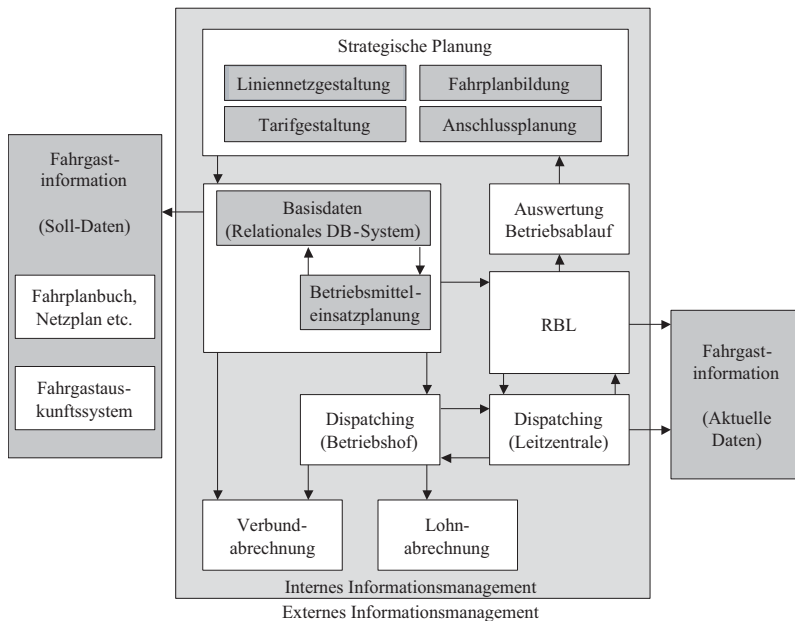 Strategische Planung
Liniennetzgestaltung
Fahrplanbildung
Tarifgestaltung
Anschlussplanung
Fahrgast-
information
(Soll-Daten)
Fahrplanbuch,
Netzplan etc.
Fahrgastaus-
kunftssystem
Basisdaten
(Relationales DB-System)
Betriebsmittel-
einsatzplanung
Auswertung
Betriebsablauf
RBL
Fahrgast-
information
(Aktuelle
Daten)
Dispatching
(Betriebshof)
Dispatching
(Leitzentrale)
Verbund-
abrechnung
Lohn-
abrechnung
Internes Informationsmanagement
Externes Informationsmanagement